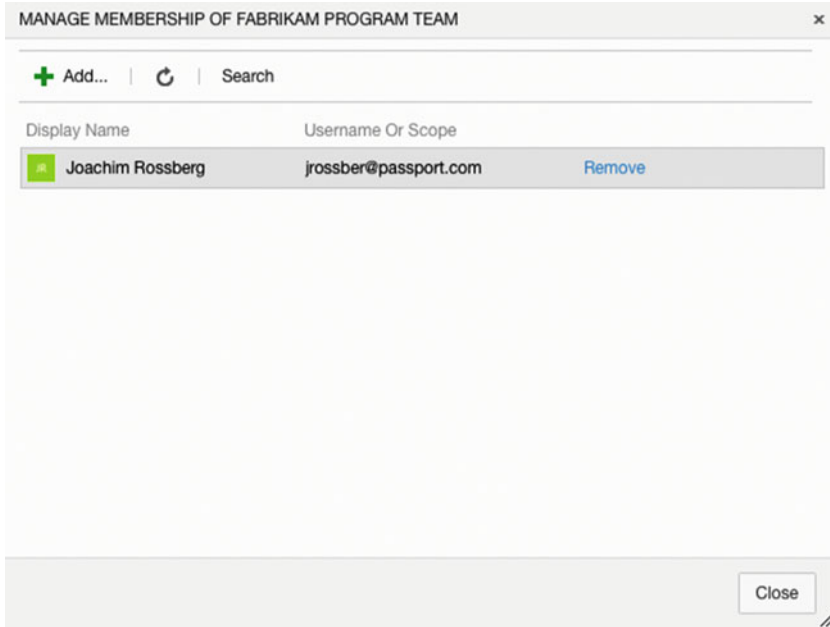 MANAGE MEMBERSHIP OF FABRIKAM PROGRAM TEAM ×
Add... | | Search
Display Name Username Or Scope
JR Joachim Rossberg jrossber@passport.com Remove
Close